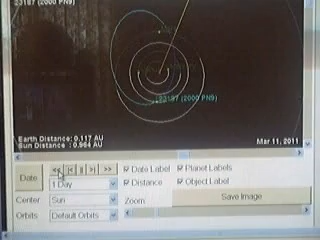 23187 (2000 PN9)
23187 (2000 PN9)
Earth Distance: 0.117 AU
Sun Distance : 0.984 AU
Mar 11, 2011
Date
<< |< || >| >>
Date Label Planet Labels
1 Day
Distance Object Label
Center Sun
Zoom:
Save Image
Orbits Default Orbits